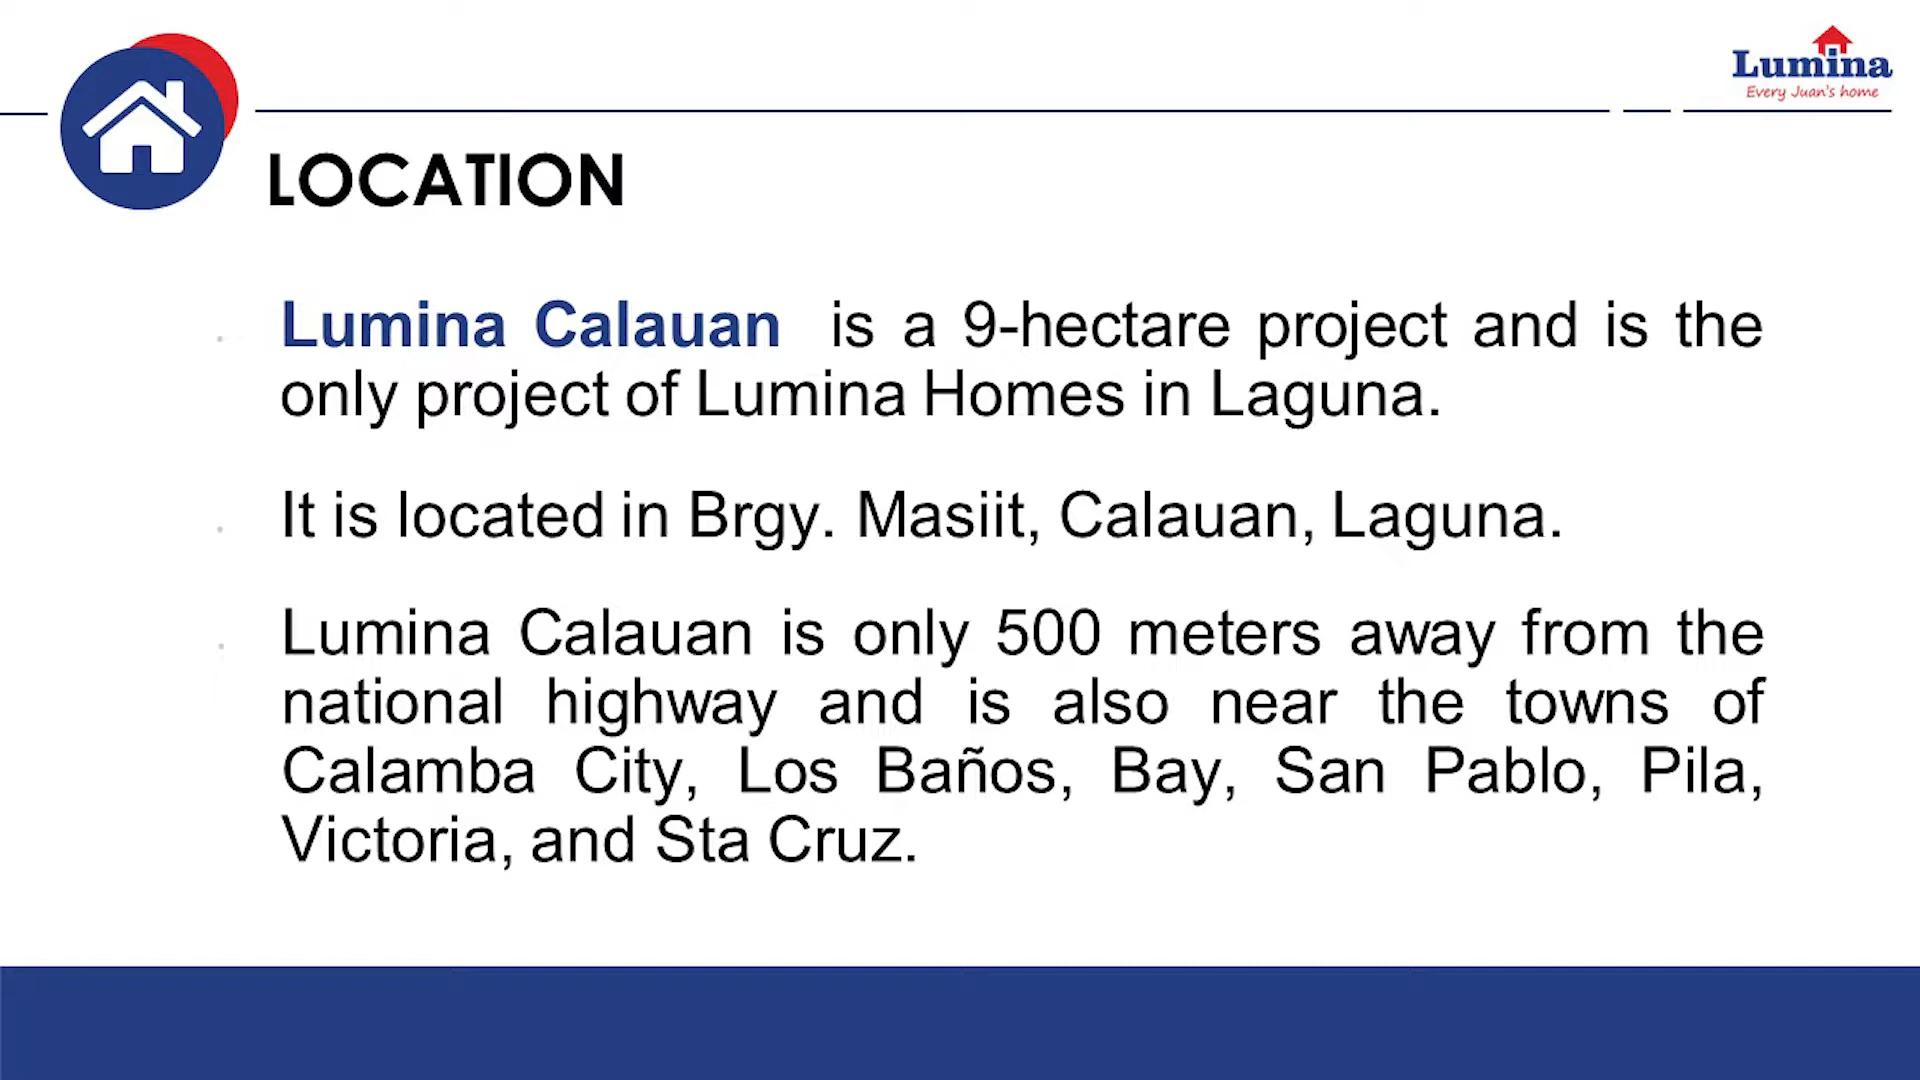 Lumina
Every Juan's home
LOCATION
Lumina Calauan is a 9-hectare project and is the
only project of Lumina Homes in Laguna.
It is located in Brgy. Masiit, Calauan, Laguna.
Lumina Calauan is only 500 meters away from the
national highway and is also near the towns of
Calamba City, Los Baños, Bay, San Pablo, Pila,
Victoria, and Sta Cruz.